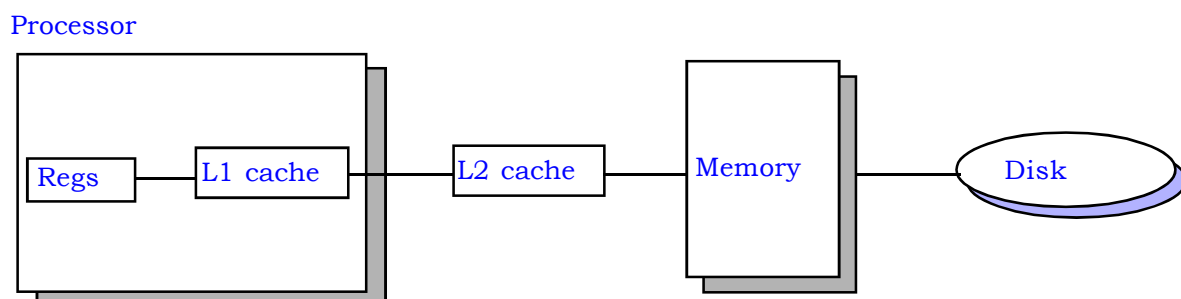 Processor
Regs
L1 cache
L2 cache
Memory
Disk